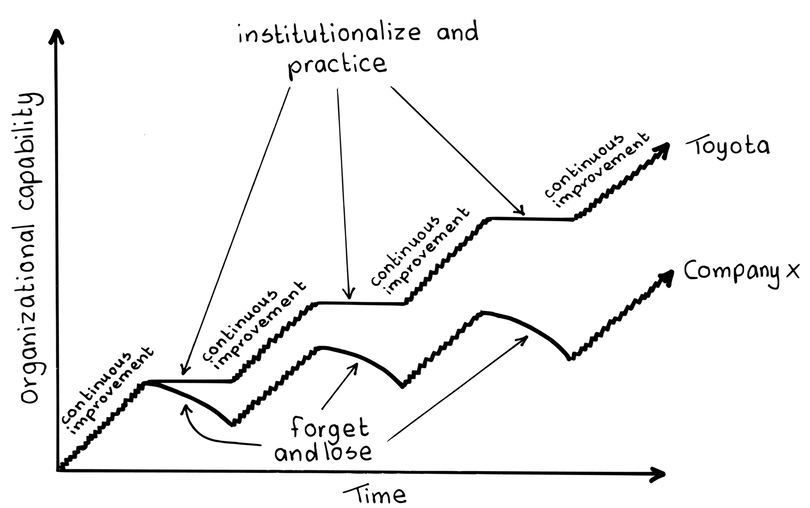 institutionalize and
practice
Organizational capability
continuous
improvement
Toyota
continuous
improvement
Company x
continuous
improvement
continuous
improvement
forget
and lose
Time